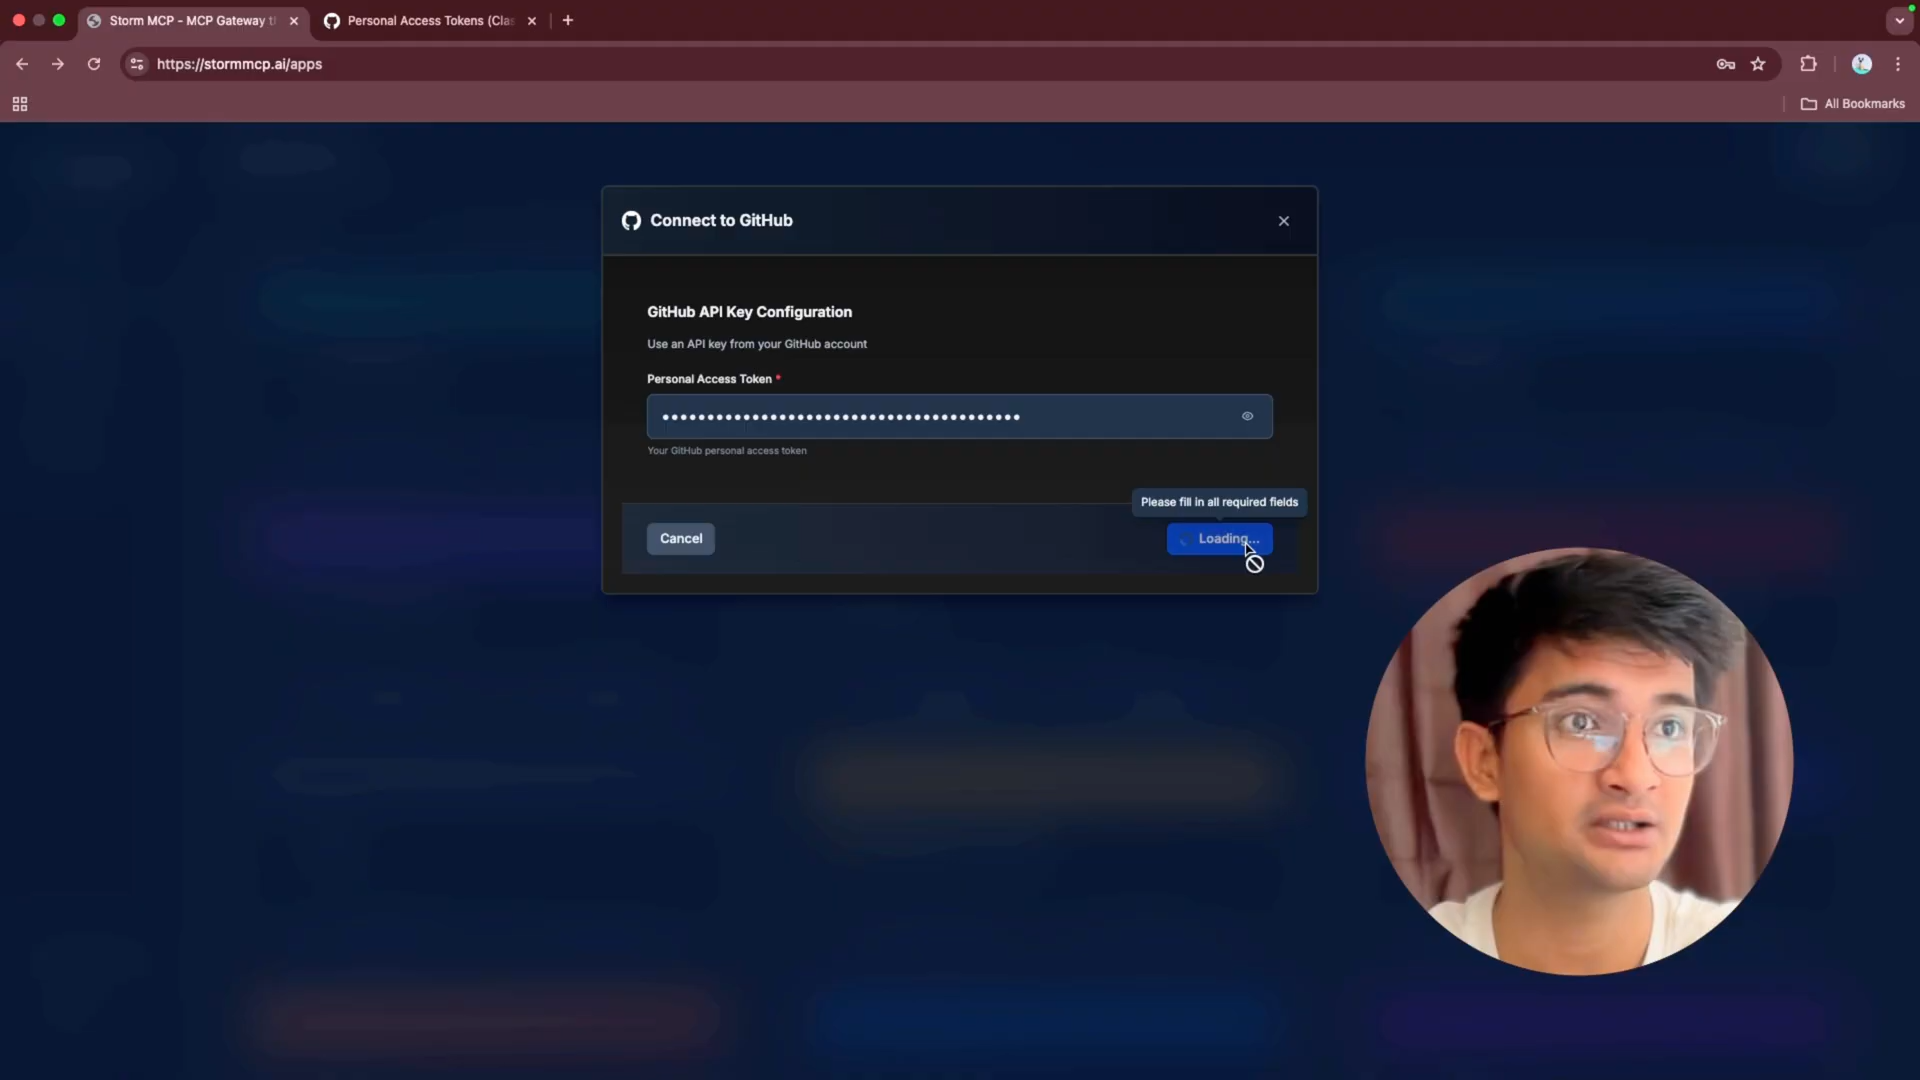 Storm MCP - MCP Gateway t
Personal Access Tokens (Clas
https://stormmcp.ai/apps
All Bookmarks
Connect to GitHub
GitHub API Key Configuration
Use an API key from your GitHub account
Personal Access Token *
Your GitHub personal access token
Please fill in all required fields
Cancel
Loading...